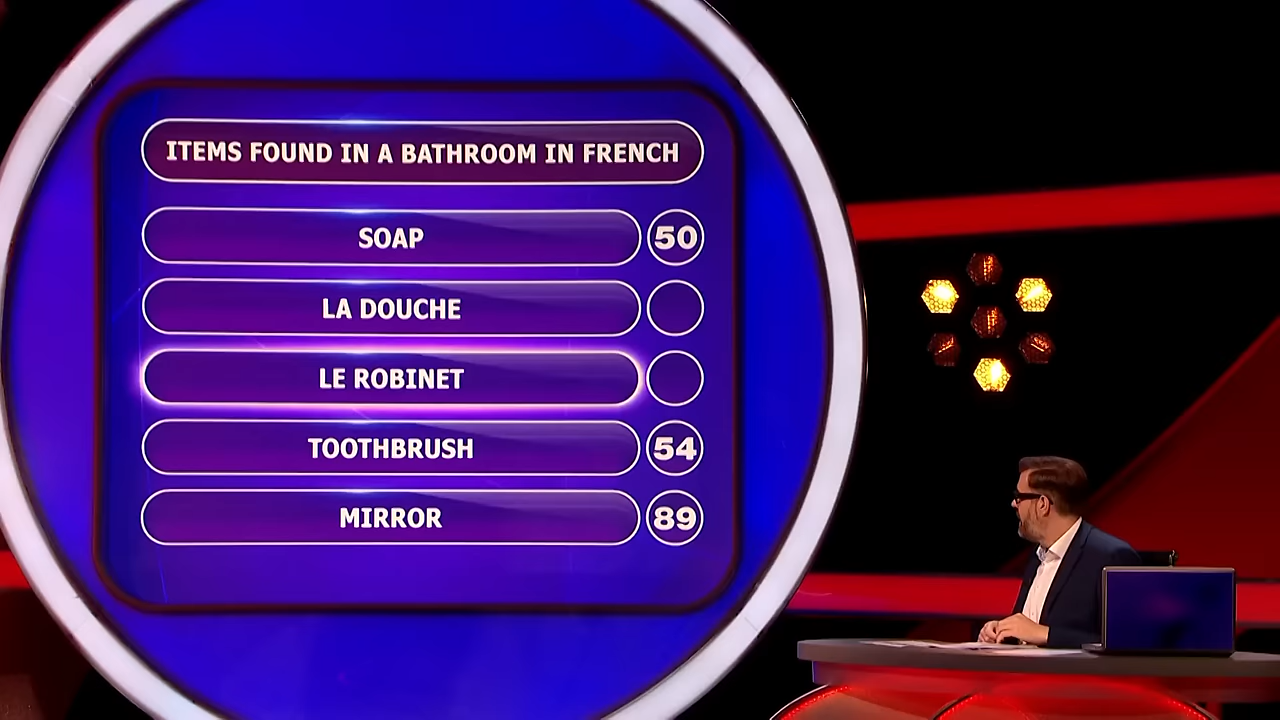 ITEMS FOUND IN A BATHROOM IN FRENCH
SOAP 50
LA DOUCHE
LE ROBINET
TOOTHBRUSH 54
MIRROR 89